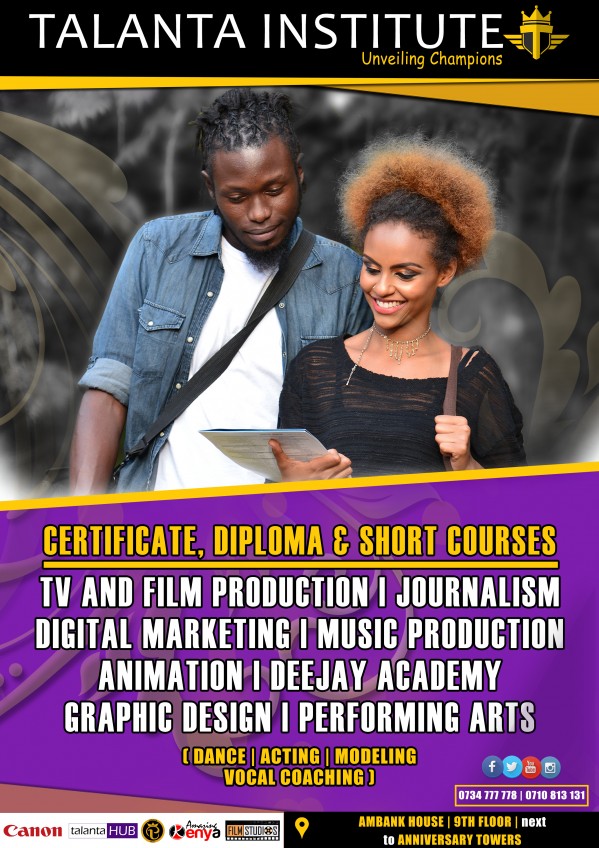 TALANTA INSTITUTE
Unveiling Champions
CERTIFICATE, DIPLOMA & SHORT COURSES
TV AND FILM PRODUCTION | JOURNALISM
DIGITAL MARKETING | MUSIC PRODUCTION
ANIMATION | DEEJAY ACADEMY
GRAPHIC DESIGN | PERFORMING ARTS
( DANCE | ACTING | MODELING
VOCAL COACHING )
0734 777 778 | 0710 813 131
Canon
talanta HUB
Amazing
Kenya
FILM STUDIOS
AMBANK HOUSE | 9TH FLOOR | next
to ANNIVERSARY TOWERS